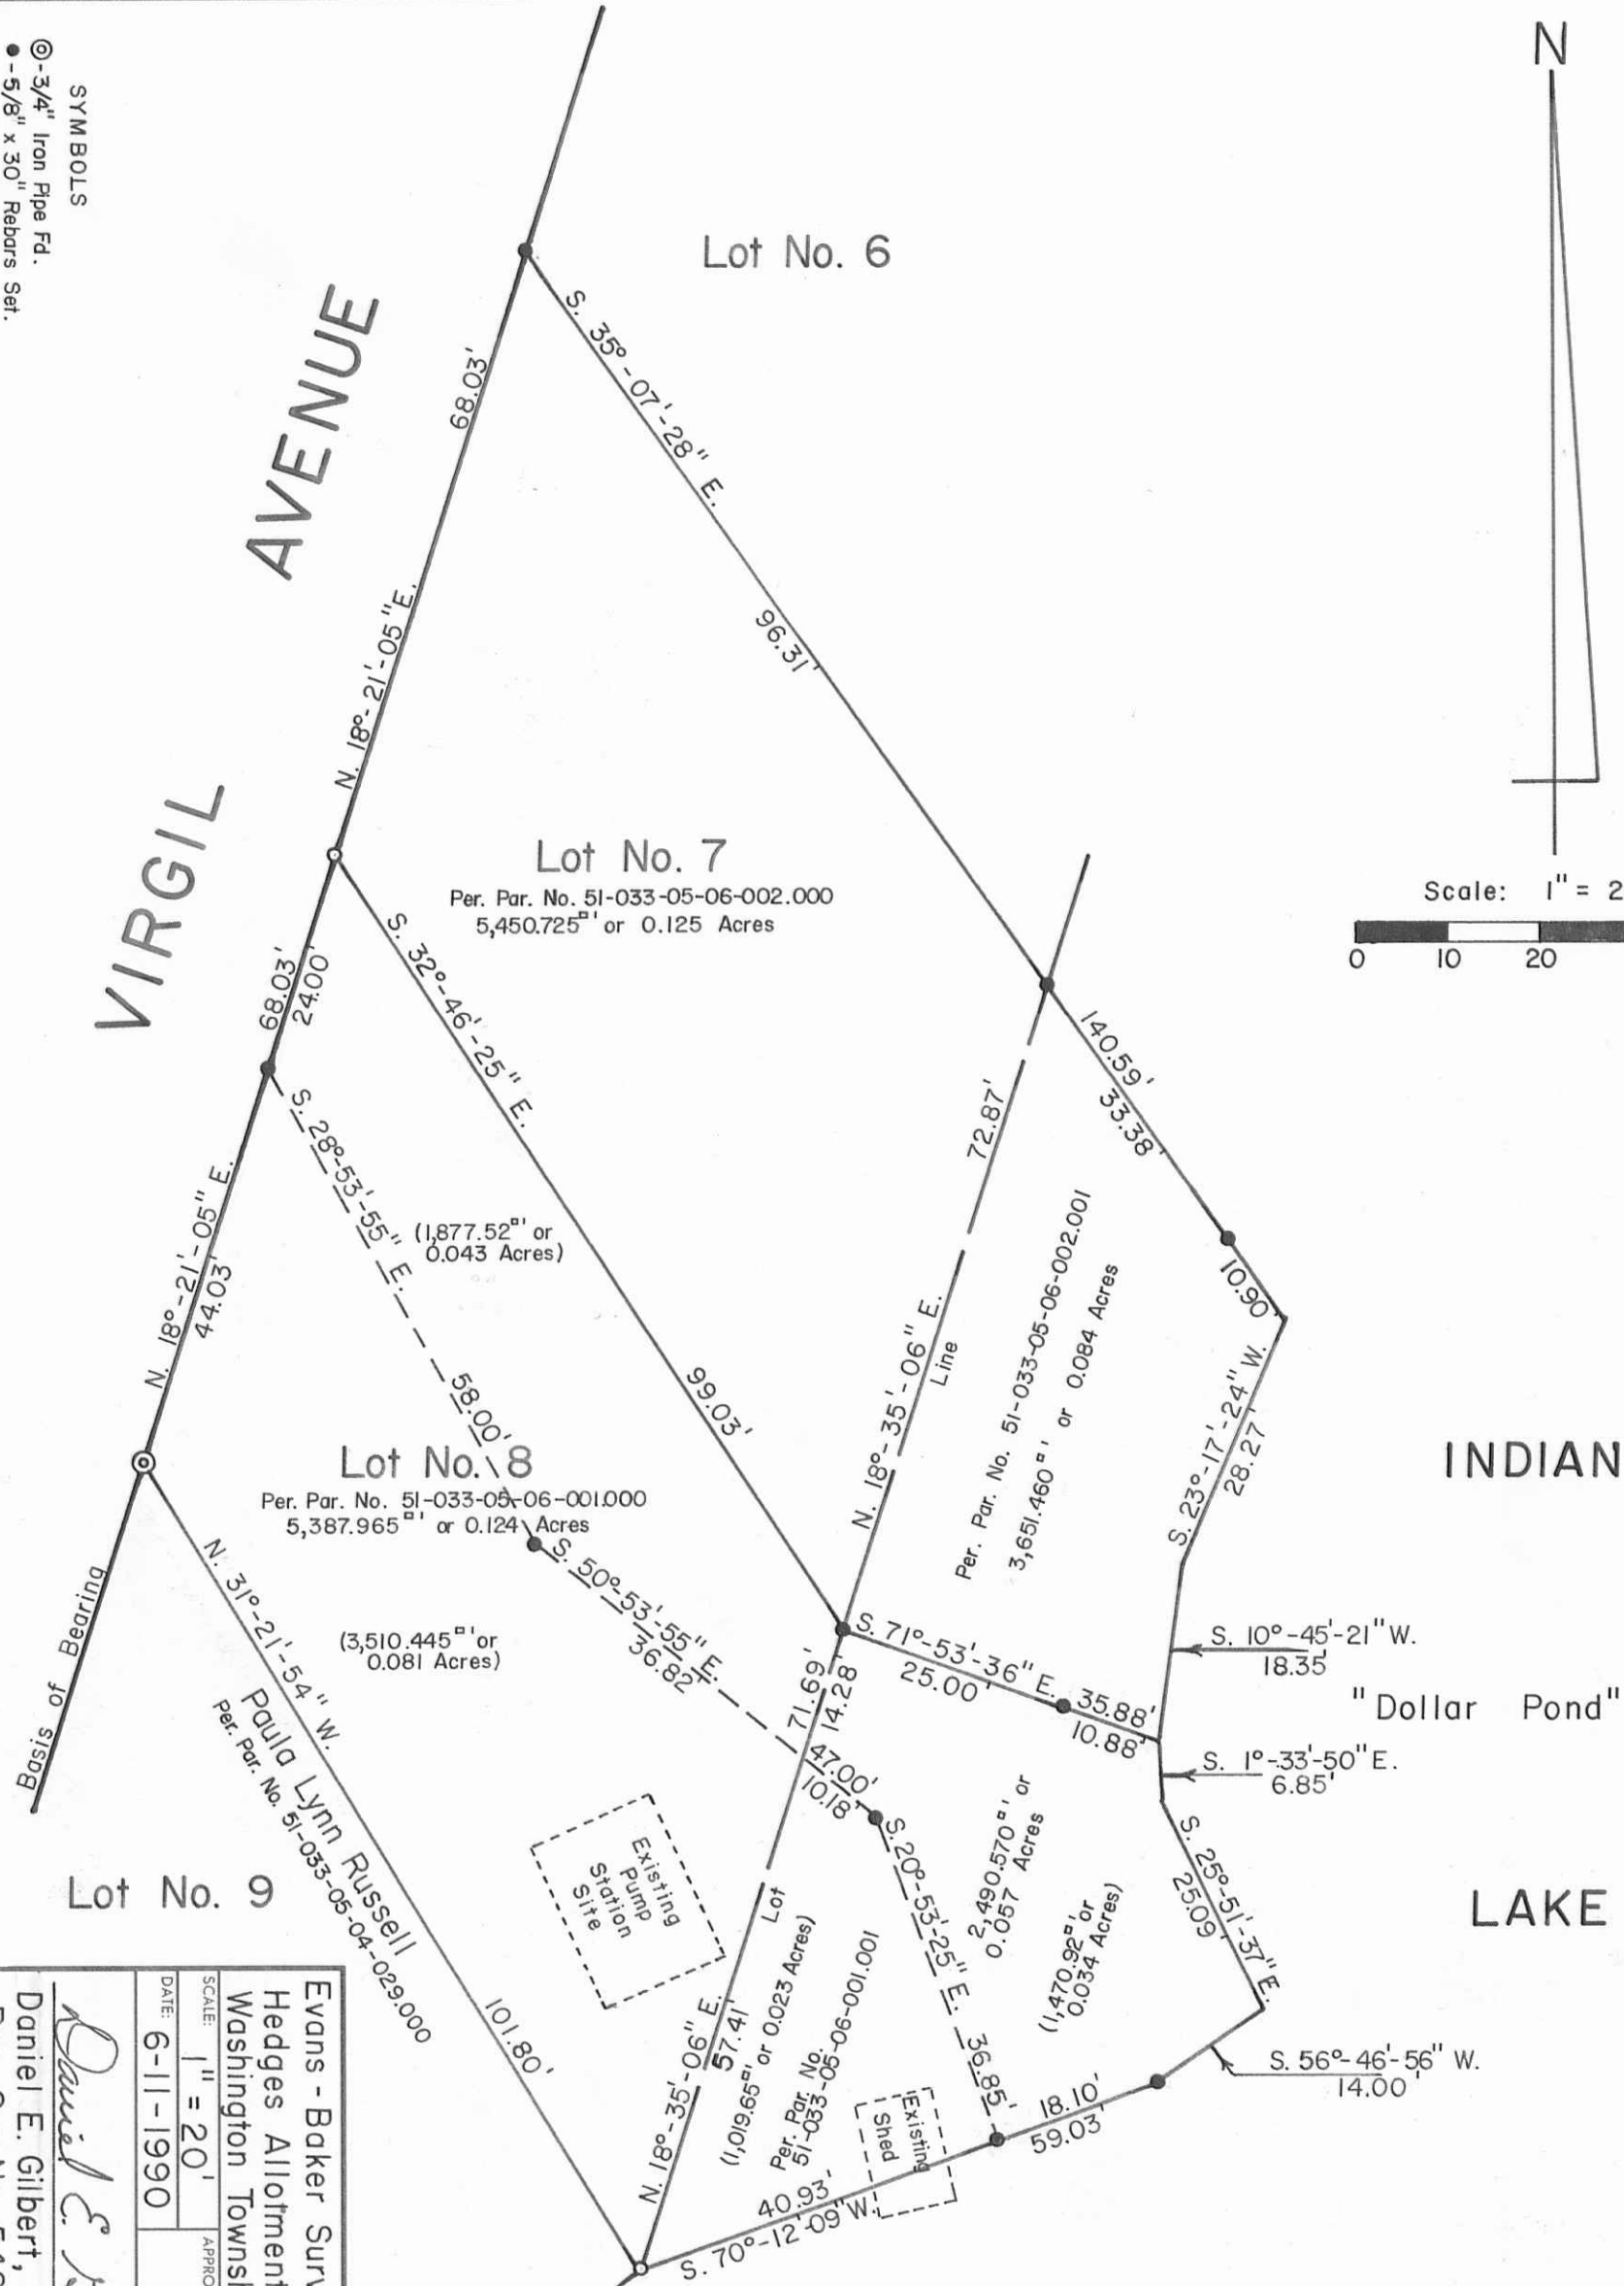 SYMBOLS
◎-3/4" Iron Pipe Fd.
●-5/8" x 30" Rebars Set.
N
Scale: 1" = 2
0 10 20
Lot No. 6
VIRGIL AVENUE
68.03'
N. 18°-21'-05" E.
S. 35°-07'-28" E.
96.31'
Lot No. 7
Per. Par. No. 51-033-05-06-002.000
5,450.725□' or 0.125 Acres
68.03'
24.00'
S. 32°-46'-25" E.
99.03'
S. 28°-53'-55" E.
58.00'
(1,877.52□' or
0.043 Acres)
N. 18°-21'-05" E.
44.03'
140.59'
33.38'
10.90'
72.87'
N. 18°-35'-06" E.
Line
Per. Par. No. 51-033-05-06-002.001
3,651.460□' or 0.084 Acres
S. 23°-17'-24" W.
28.27'
INDIAN
Lot No. 8
Per. Par. No. 51-033-05-06-001.000
5,387.965□' or 0.124 Acres
S. 50°-53'-55" E.
36.82'
(3,510.445□' or
0.081 Acres)
Basis of Bearing
N. 31°-21'-54" W.
101.80'
Paula Lynn Russell
Per. Par. No. 51-033-05-04-029.000
S. 71°-53'-36" E.
25.00'
35.88'
10.88'
S. 10°-45'-21" W.
18.35'
"Dollar Pond"
S. 1°-33'-50" E.
6.85'
71.69'
14.28'
47.00'
10.18'
S. 20°-53'-25" E.
36.85'
2,490.570□' or
0.057 Acres
(1,470.92□' or
0.034 Acres)
S. 25°-51'-37" E.
25.09'
LAKE
Existing
Pump
Station
Site
Lot No. 9
Lot
N. 18°-35'-06" E.
57.41'
(1,019.65□' or 0.023 Acres)
Per. Par. No.
51-033-05-06-001.001
Existing
Shed
S. 56°-46'-56" W.
14.00'
18.10'
59.03'
40.93'
S. 70°-12'-09" W.
Evans - Baker Surv
Hedges Allotment
Washington Towns
SCALE: 1" = 20'
APPRO
DATE: 6-11-1990
Daniel E.
Daniel E. Gilbert,